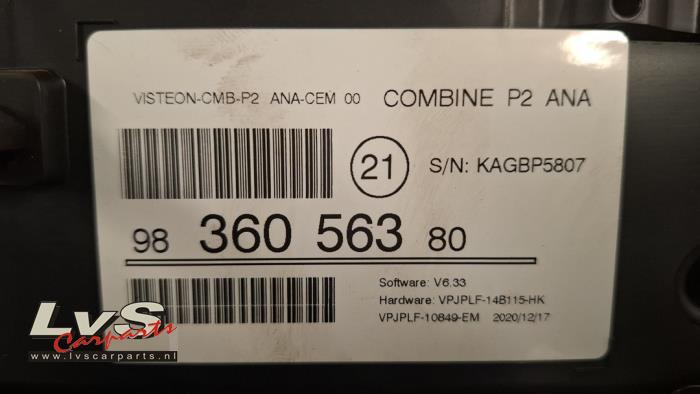 VISTEON-CMB-P2 ANA-CEM 00 COMBINE P2 ANA
21 S/N: KAGBP5807
98 360 563 80
Software: V6.33
Hardware: VPJPLF-14B115-HK
VPJPLF-10849-EM 2020/12/17
LvS
Carparts
www.lvscarparts.nl